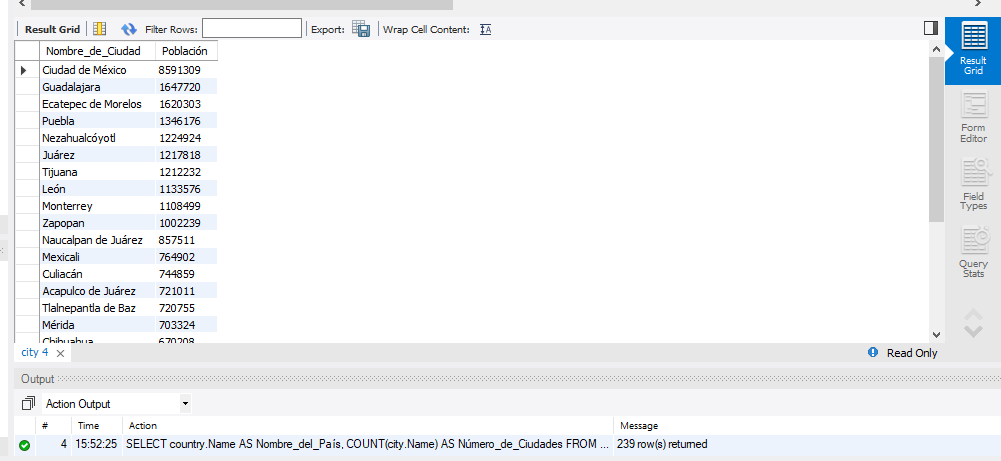 Result Grid Filter Rows: Export: Wrap Cell Content: IA
Nombre_de_Ciudad Población
Ciudad de México 8591309
Guadalajara 1647720
Ecatepec de Morelos 1620303
Puebla 1346176
Nezahualcóyotl 1224924
Juárez 1217818
Tijuana 1212232
León 1133576
Monterrey 1108499
Zapopan 1002239
Naucalpan de Juárez 857511
Mexicali 764902
Culiacán 744859
Acapulco de Juárez 721011
Tlalnepantla de Baz 720755
Mérida 703324
Chihuahua 670208
Result
Grid
Form
Editor
Field
Types
Query
Stats
city 4 Read Only
Output
Action Output
# Time Action Message
4 15:52:25 SELECT country.Name AS Nombre_del_País, COUNT(city.Name) AS Número_de_Ciudades FROM ... 239 row(s) returned